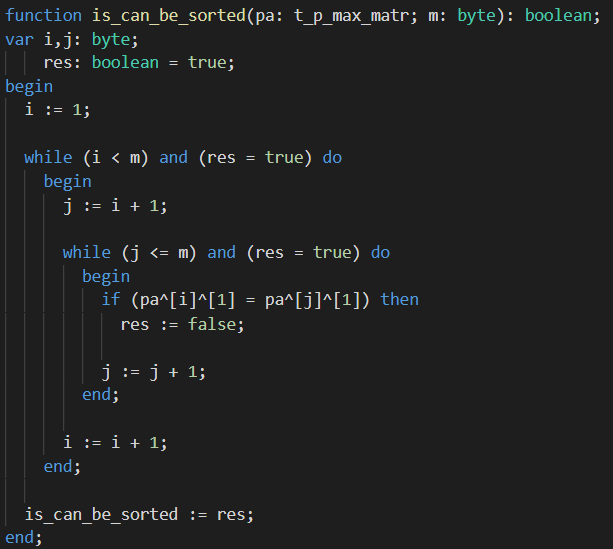 function is_can_be_sorted(pa: t_p_max_matr; m: byte): boolean;
var i,j: byte;
    res: boolean = true;
begin
  i := 1;

  while (i < m) and (res = true) do
    begin
      j := i + 1;

      while (j <= m) and (res = true) do
        begin
          if (pa^[i]^[1] = pa^[j]^[1]) then
            res := false;

          j := j + 1;
        end;

      i := i + 1;
    end;

  is_can_be_sorted := res;
end;